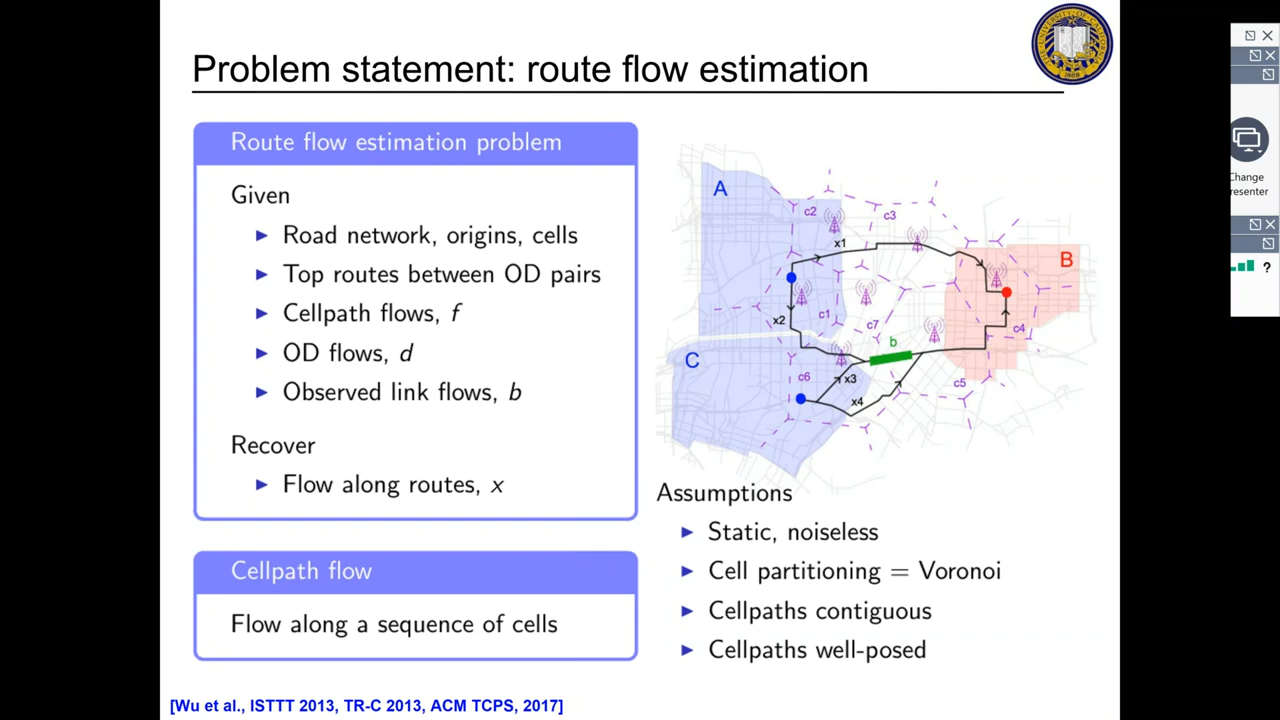 Problem statement: route flow estimation
Route flow estimation problem
Given
► Road network, origins, cells
► Top routes between OD pairs
► Cellpath flows, f
► OD flows, d
► Observed link flows, b
Recover
► Flow along routes, x
Cellpath flow
Flow along a sequence of cells
A
c2
c3
x1
B
x2
c1
c7
b
c4
C
c6
x3
x4
c5
Assumptions
► Static, noiseless
► Cell partitioning = Voronoi
► Cellpaths contiguous
► Cellpaths well-posed
[Wu et al., ISTTT 2013, TR-C 2013, ACM TCPS, 2017]
Change
resenter
?